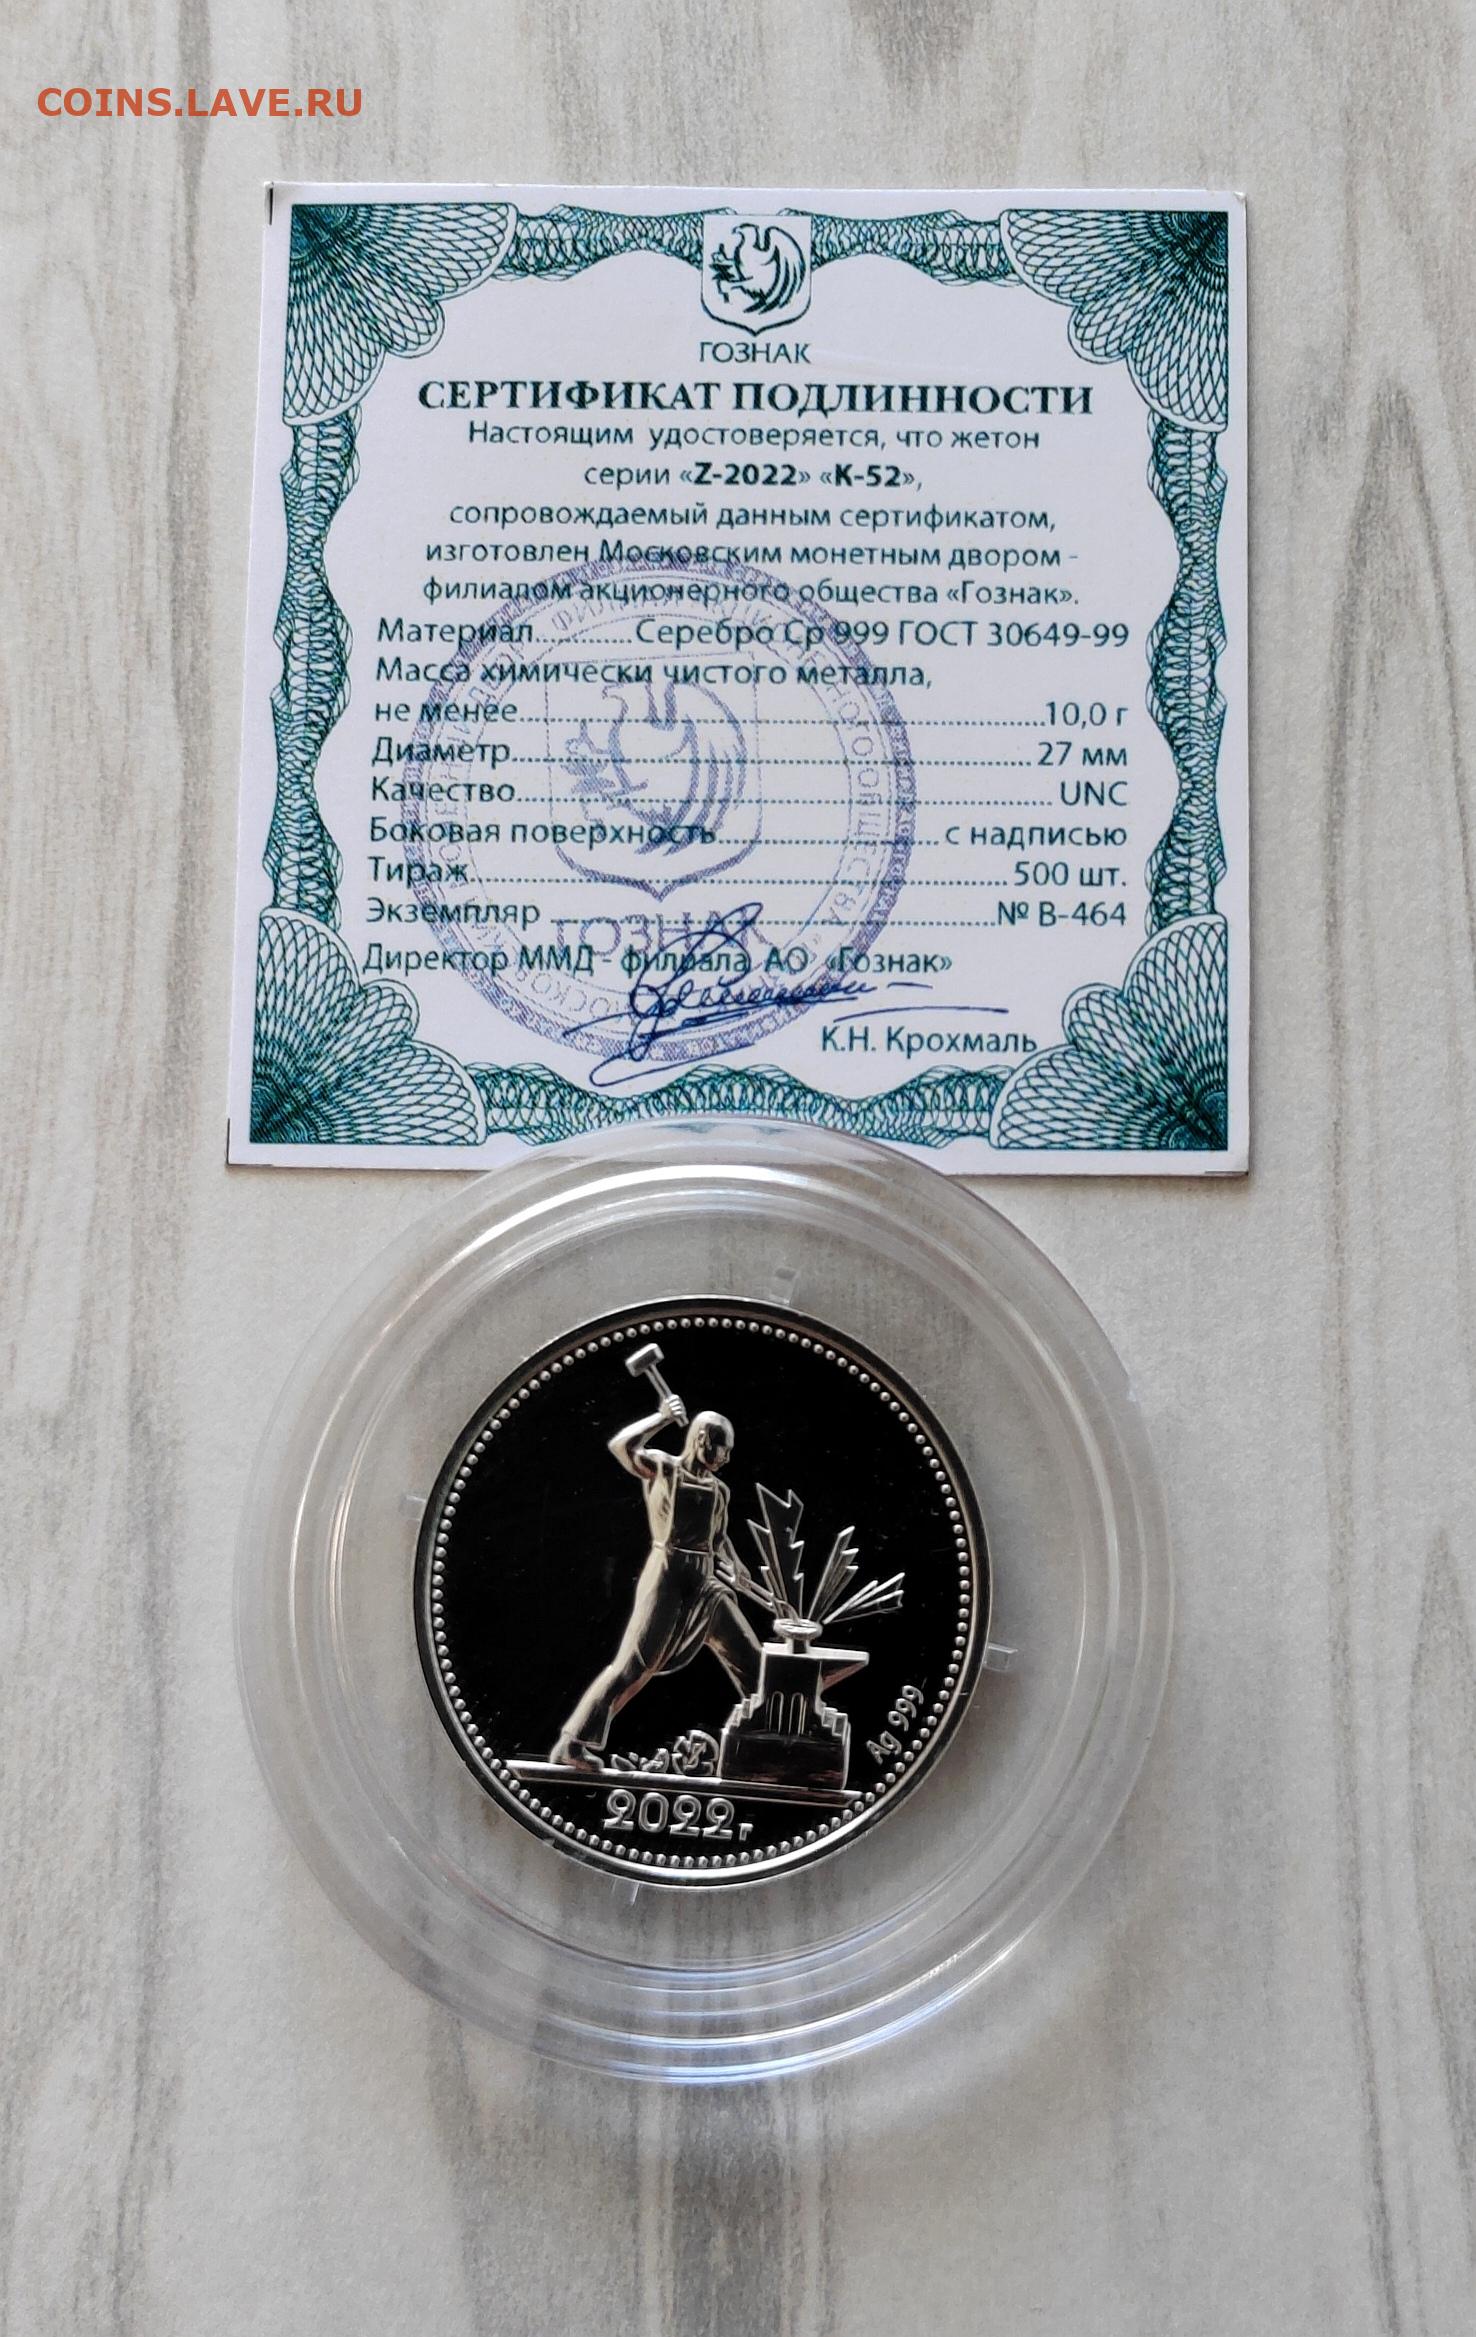 COINS.LAVE.RU
ГОЗНАК
СЕРТИФИКАТ ПОДЛИННОСТИ
Настоящим удостоверяется, что жетон
серии «Z-2022» «К-52»,
сопровождаемый данным сертификатом,
изготовлен Московским монетным двором -
филиалом акционерного общества «Гознак».
Материал.............Серебро Ср 999 ГОСТ 30649-99
Масса химически чистого металла,
не менее........................................................10,0 г
Диаметр........................................................27 мм
Качество........................................................UNC
Боковая поверхность........................с надписью
Тираж........................................................500 шт.
Экземпляр ................................................№ В-464
ГОЗНАК
Директор ММД - филиала АО «Гознак»
К.Н. Крохмаль
Ag 999
2022г